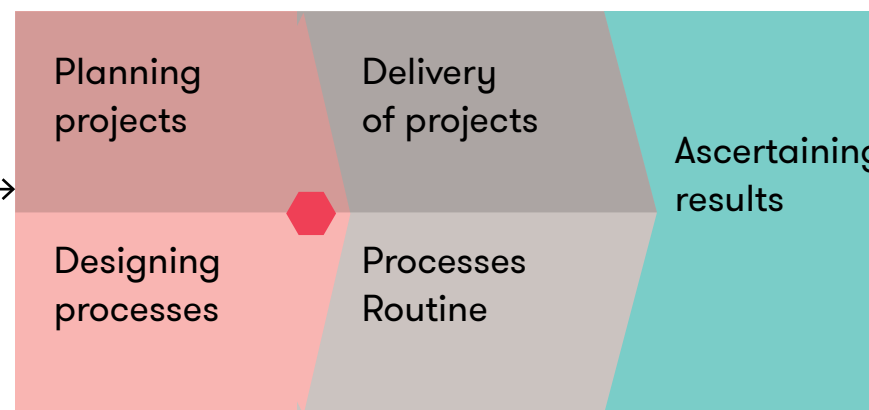 Planning
projects
Delivery
of projects
Ascertaining
results
Designing
processes
Processes
Routine